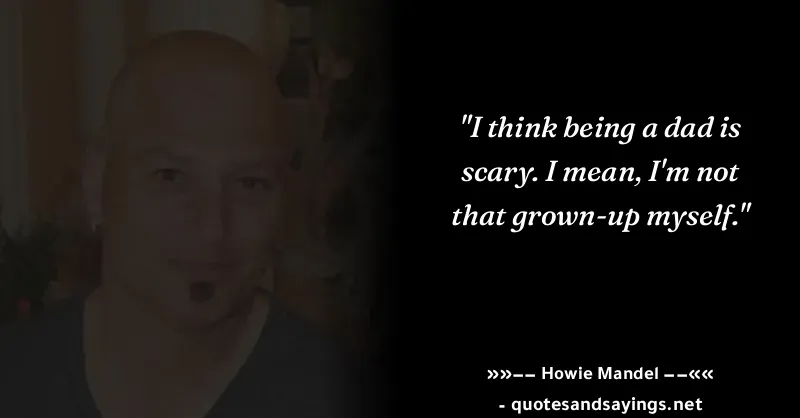 "I think being a dad is
scary. I mean, I'm not
that grown-up myself."
»»-- Howie Mandel --««
- quotesandsayings.net